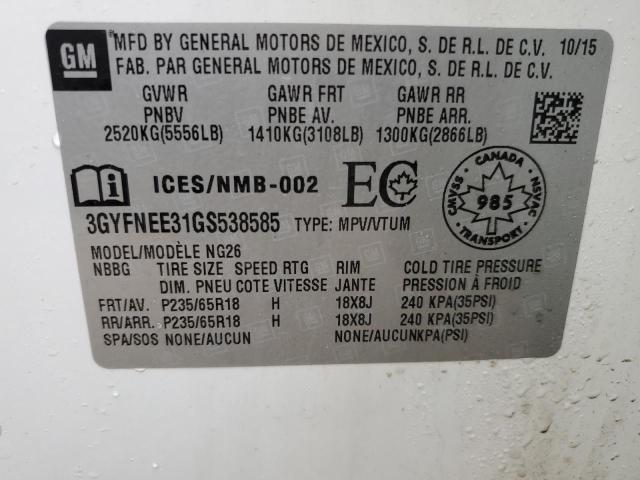 GM
MFD BY GENERAL MOTORS DE MEXICO, S. DE R.L. DE C.V. 10/15
FAB. PAR GENERAL MOTORS DE MEXICO, S. DE R.L. DE C.V.
GVWR GAWR FRT GAWR RR
PNBV PNBE AV. PNBE ARR.
2520KG(5556LB) 1410KG(3108LB) 1300KG(2866LB)
ICES/NMB-002 EC
CANADA
CMVSS 985 NSVAC
TRANSPORT
3GYFNEE31GS538585 TYPE: MPV/VTUM
MODEL/MODÈLE NG26
NBBG TIRE SIZE SPEED RTG RIM COLD TIRE PRESSURE
DIM. PNEU COTE VITESSE JANTE PRESSION À FROID
FRT/AV. P235/65R18 H 18X8J 240 KPA(35PSI)
RR/ARR. P235/65R18 H 18X8J 240 KPA(35PSI)
SPA/SOS NONE/AUCUN NONE/AUCUNKPA(PSI)